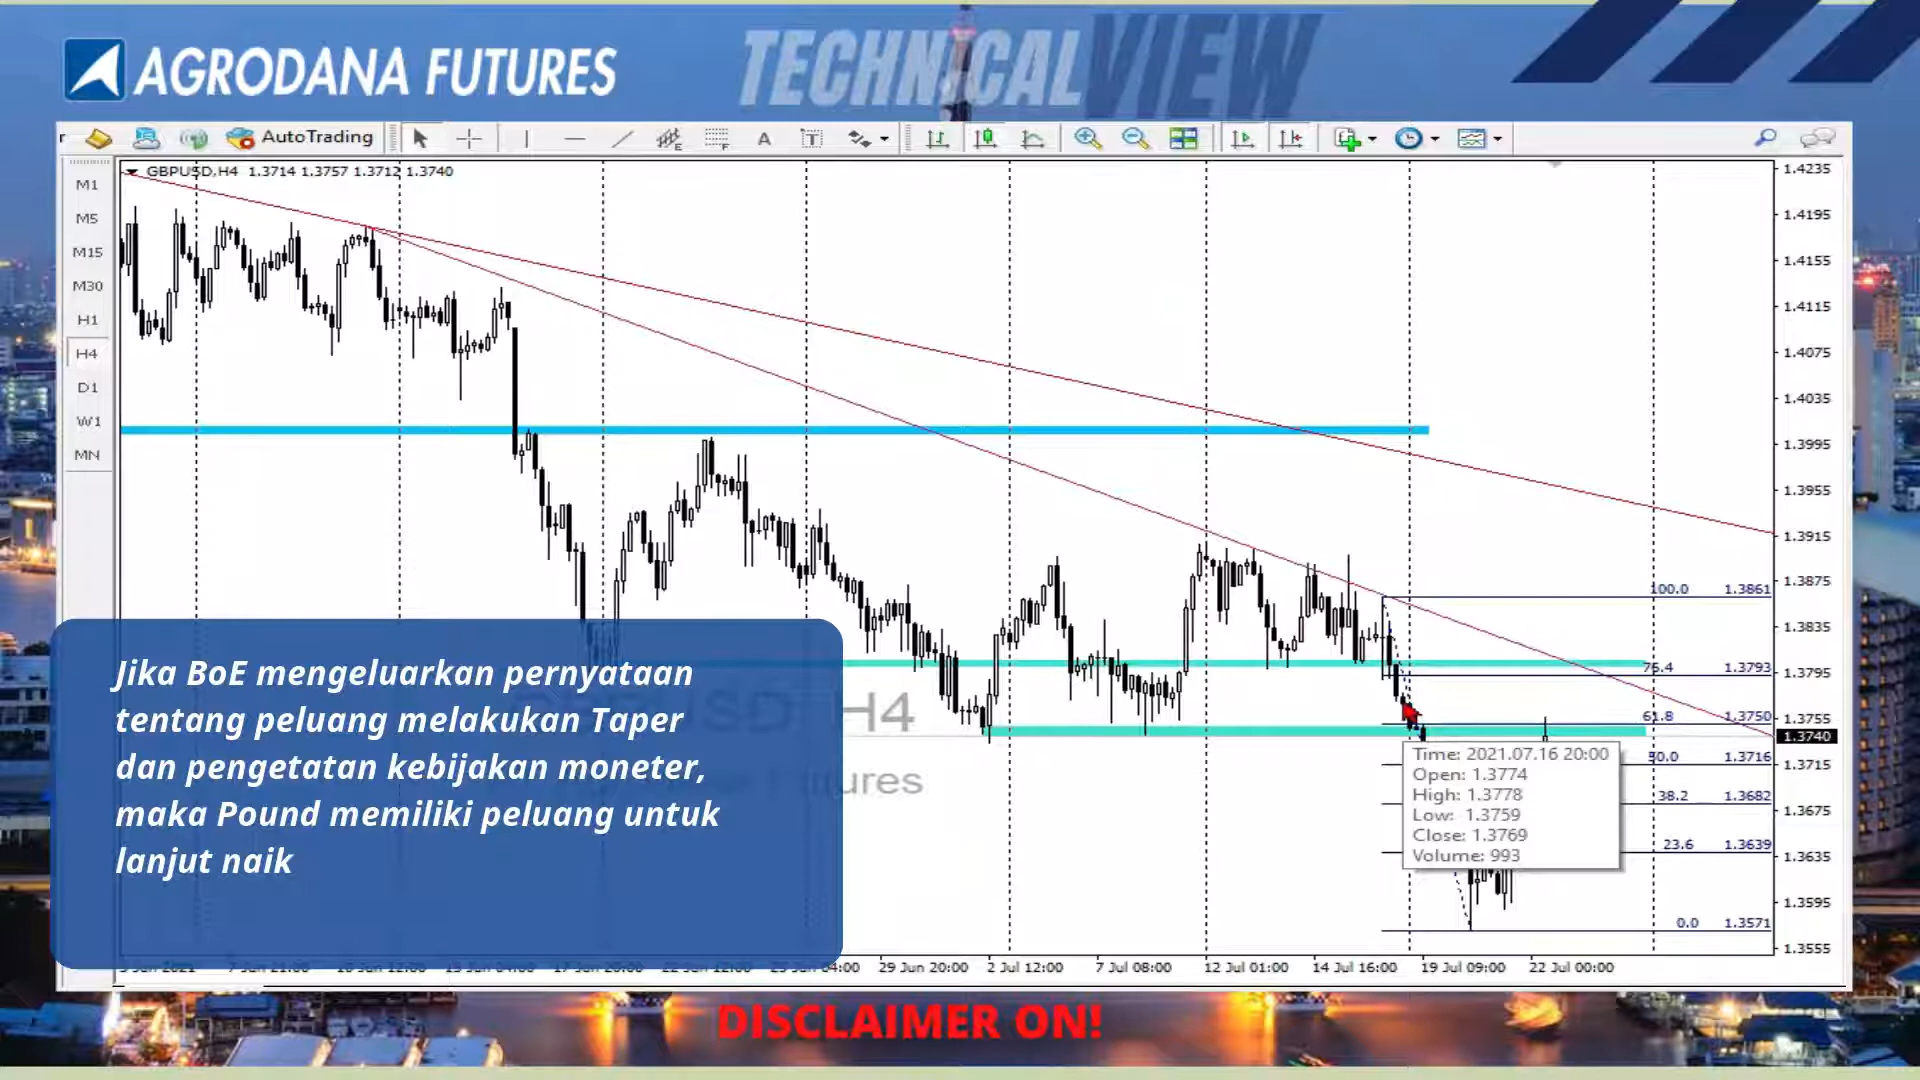 AGRODANA FUTURES
TECHNICALVIEW
AutoTrading
E
F
A
T
M1
M5
M15
M30
H1
H4
D1
W1
MN
GBPUSD,H4 1.3714 1.3757 1.3712 1.3740
1.4235
1.4195
1.4155
1.4115
1.4075
1.4035
1.3995
1.3955
1.3915
1.3875
1.3835
1.3795
1.3755
1.3740
1.3715
1.3675
1.3635
1.3595
1.3555
100.0 1.3861
76.4 1.3793
61.8 1.3750
50.0 1.3716
38.2 1.3682
23.6 1.3639
0.0 1.3571
Time: 2021.07.16 20:00
Open: 1.3774
High: 1.3778
Low: 1.3759
Close: 1.3769
Volume: 993
Jika BoE mengeluarkan pernyataan
tentang peluang melakukan Taper
dan pengetatan kebijakan moneter,
maka Pound memiliki peluang untuk
lanjut naik
29 Jun 20:00 2 Jul 12:00 7 Jul 08:00 12 Jul 01:00 14 Jul 16:00 19 Jul 09:00 22 Jul 00:00
DISCLAIMER ON!